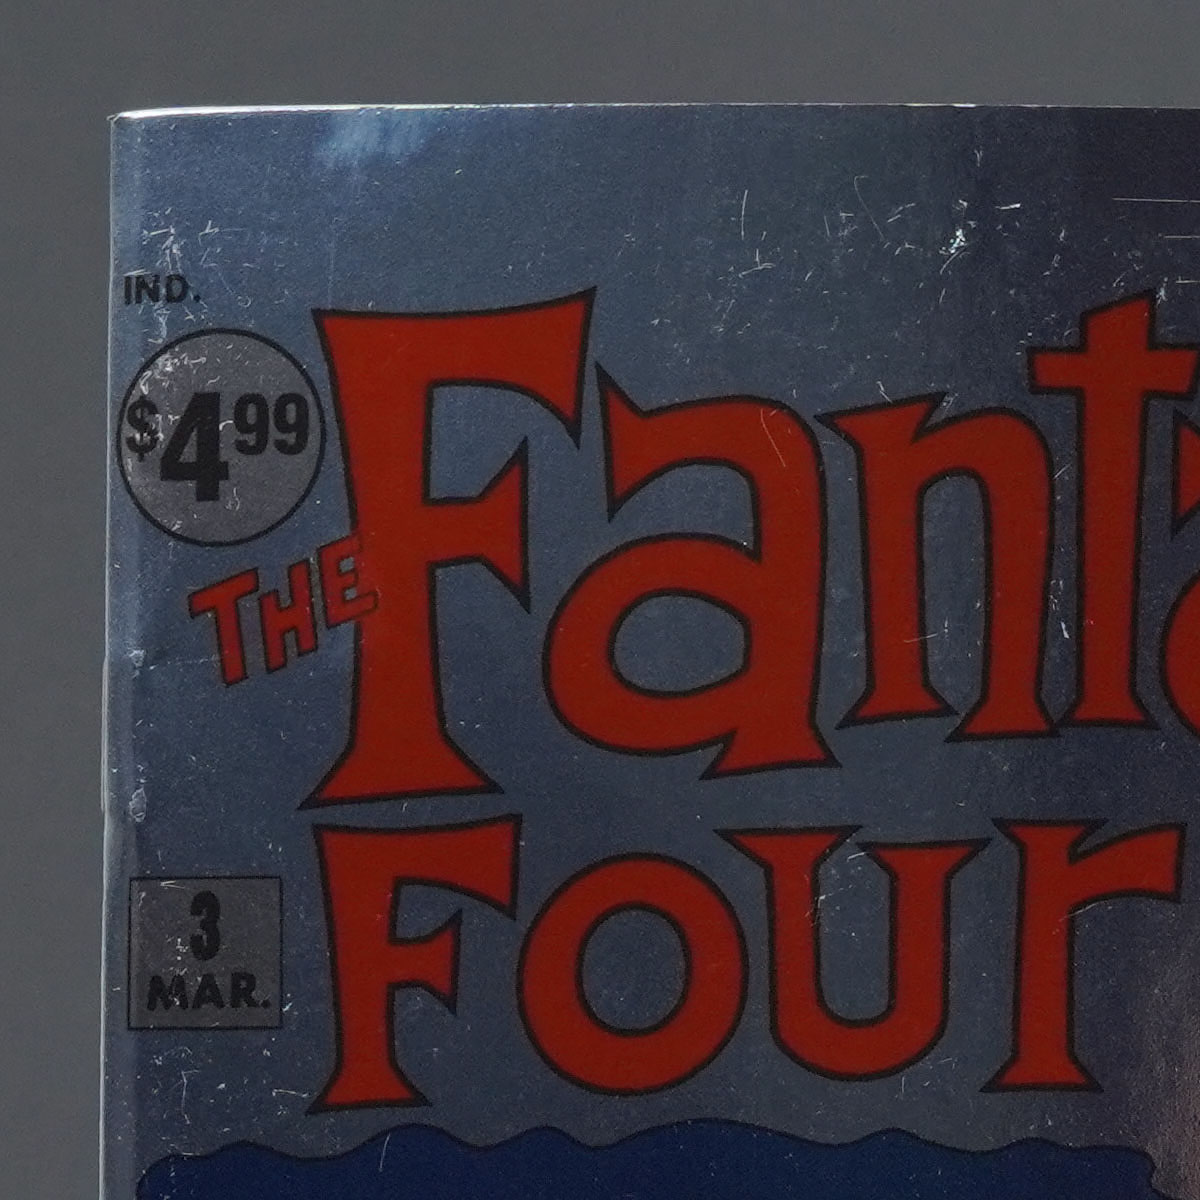 IND.
$4.99
THE Fanta
Four
3
MAR.